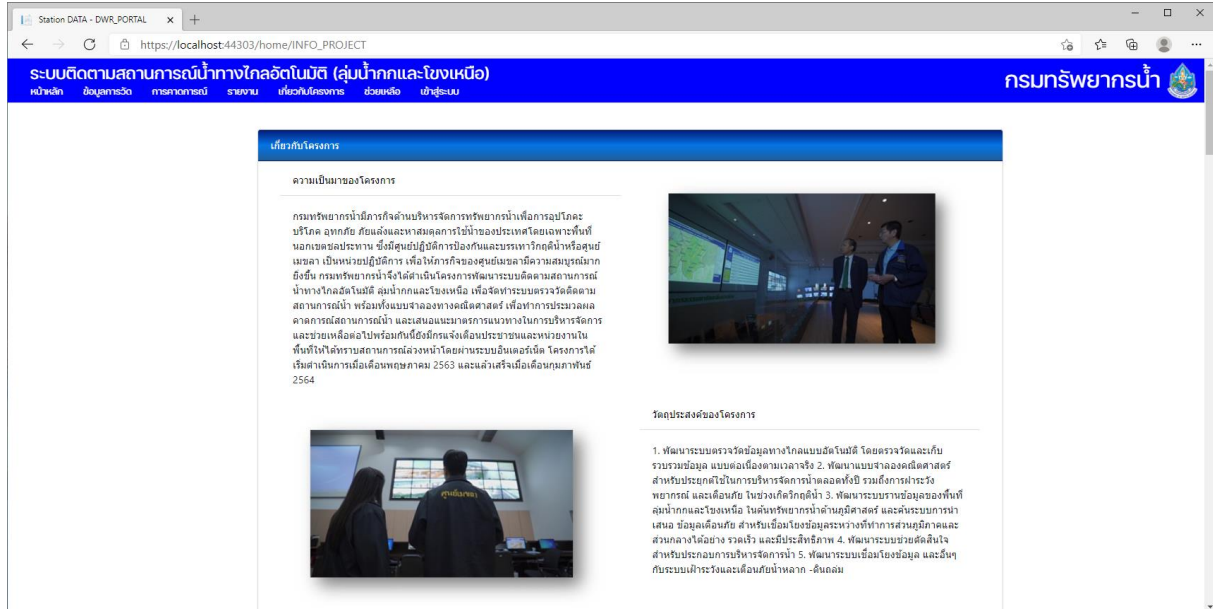 Station DATA - DWR_PORTAL
https://localhost:44303/home/INFO_PROJECT
ระบบติดตามสถานการณ์น้ำทางไกลอัตโนมัติ (ลุ่มน้ำกกและโขงเหนือ)
หน้าหลัก ข้อมูลการวัด การคาดการณ์ รายงาน เกี่ยวกับโครงการ ช่วยเหลือ เข้าสู่ระบบ
กรมทรัพยากรน้ำ
เกี่ยวกับโครงการ
ความเป็นมาของโครงการ
กรมทรัพยากรน้ำมีภารกิจด้านบริหารจัดการทรัพยากรน้ำเพื่อการอุปโภคะ
บริโภค อุทกภัย ภัยแล้งและหาสมดุลการใช้น้ำของประเทศโดยเฉพาะพื้นที่
นอกเขตชลประทาน ซึ่งมีศูนย์ปฏิบัติการป้องกันและบรรเทาวิกฤติน้ำหรือศูนย์
เมขลา เป็นหน่วยปฏิบัติการ เพื่อให้ภารกิจของศูนย์เมขลามีความสมบูรณ์มาก
ยิ่งขึ้น กรมทรัพยากรน้ำจึงได้ดำเนินโครงการพัฒนาระบบติดตามสถานการณ์
น้ำทางไกลอัตโนมัติ ลุ่มน้ำกกและโขงเหนือ เพื่อจัดทำระบบตรวจวัดติดตาม
สถานการณ์น้ำ พร้อมทั้งแบบจำลองทางคณิตศาสตร์ เพื่อทำการประมวลผล
คาดการณ์สถานการณ์น้ำ และเสนอแนะมาตรการแนวทางในการบริหารจัดการ
และช่วยเหลือต่อไปพร้อมกันนี้ยังมีกรแจ้งเตือนประชาชนและหน่วยงานใน
พื้นที่ให้ได้ทราบสถานการณ์ล่วงหน้าโดยผ่านระบบอินเตอร์เน็ต โครงการได้
เริ่มดำเนินการเมื่อเดือนพฤษภาคม 2563 และแล้วเสร็จเมื่อเดือนกุมภาพันธ์
2564
ศูนย์เมขลา
วัตถุประสงค์ของโครงการ
1. พัฒนาระบบตรวจวัดข้อมูลทางไกลแบบอัตโนมัติ โดยตรวจวัดและเก็บ
รวบรวมข้อมูล แบบต่อเนื่องตามเวลาจริง 2. พัฒนาแบบจำลองคณิตศาสตร์
สำหรับประยุกต์ใช้ในการบริหารจัดการน้ำตลอดทั้งปี รวมถึงการเฝ้าระวัง
พยากรณ์ และเตือนภัย ในช่วงเกิดวิกฤติน้ำ 3. พัฒนาระบบฐานข้อมูลของพื้นที่
ลุ่มน้ำกกและโขงเหนือ ในด้นทรัพยากรน้ำด้านภูมิศาสตร์ และด้นระบบการนำ
เสนอ ข้อมูลเตือนภัย สำหรับเชื่อมโยงข้อมูลระหว่างที่ทำการส่วนภูมิภาคและ
ส่วนกลางได้อย่าง รวดเร็ว และมีประสิทธิภาพ 4. พัฒนาระบบช่วยตัดสินใจ
สำหรับประกอบการบริหารจัดการน้ำ 5. พัฒนาระบบเชื่อมโยงข้อมูล และอื่นๆ
กับระบบเฝ้าระวังและเตือนภัยน้ำหลาก -ดินถล่ม